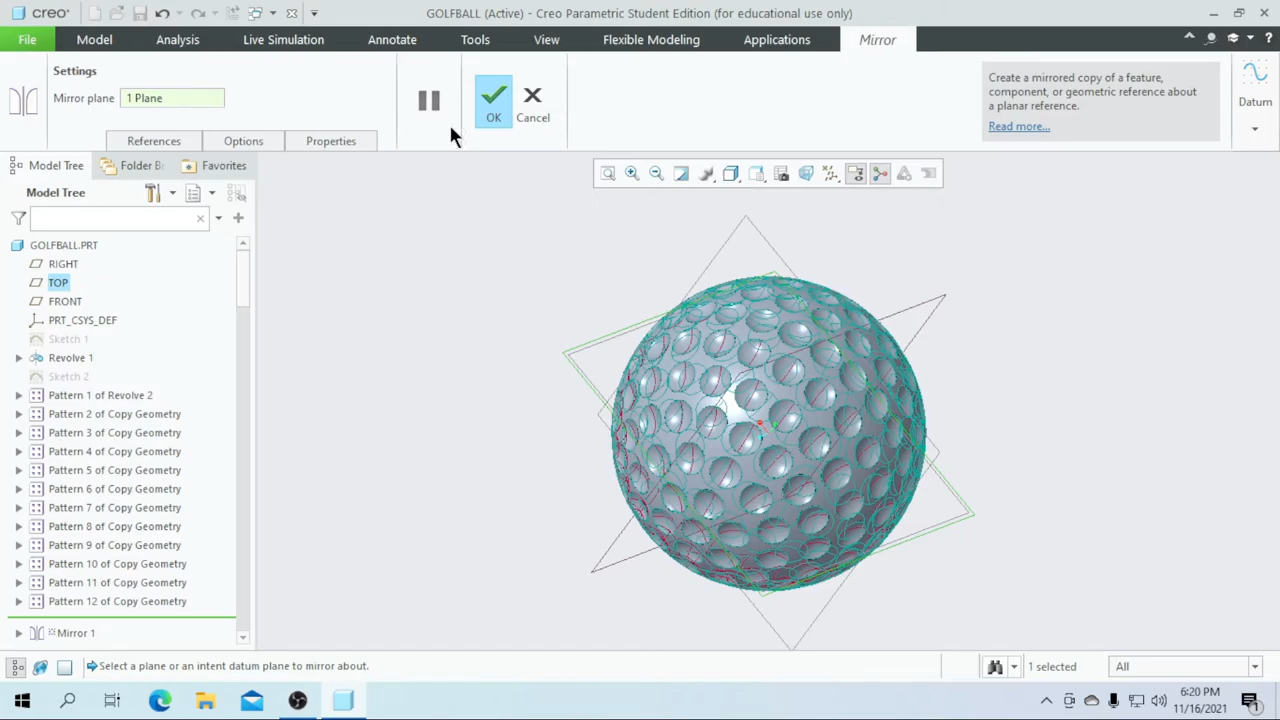 creo
GOLFBALL (Active) - Creo Parametric Student Edition (for educational use only)
File Model Analysis Live Simulation Annotate Tools View Flexible Modeling Applications Mirror
Settings
Mirror plane 1 Plane
OK Cancel
References Options Properties
Create a mirrored copy of a feature,
component, or geometric reference about
a planar reference.
Read more...
Datum
Model Tree Folder Br Favorites
Model Tree
GOLFBALL.PRT
RIGHT
TOP
FRONT
PRT_CSYS_DEF
Sketch 1
Revolve 1
Sketch 2
Pattern 1 of Revolve 2
Pattern 2 of Copy Geometry
Pattern 3 of Copy Geometry
Pattern 4 of Copy Geometry
Pattern 5 of Copy Geometry
Pattern 6 of Copy Geometry
Pattern 7 of Copy Geometry
Pattern 8 of Copy Geometry
Pattern 9 of Copy Geometry
Pattern 10 of Copy Geometry
Pattern 11 of Copy Geometry
Pattern 12 of Copy Geometry
Mirror 1
Select a plane or an intent datum plane to mirror about.
1 selected
All
6:20 PM
11/16/2021
1